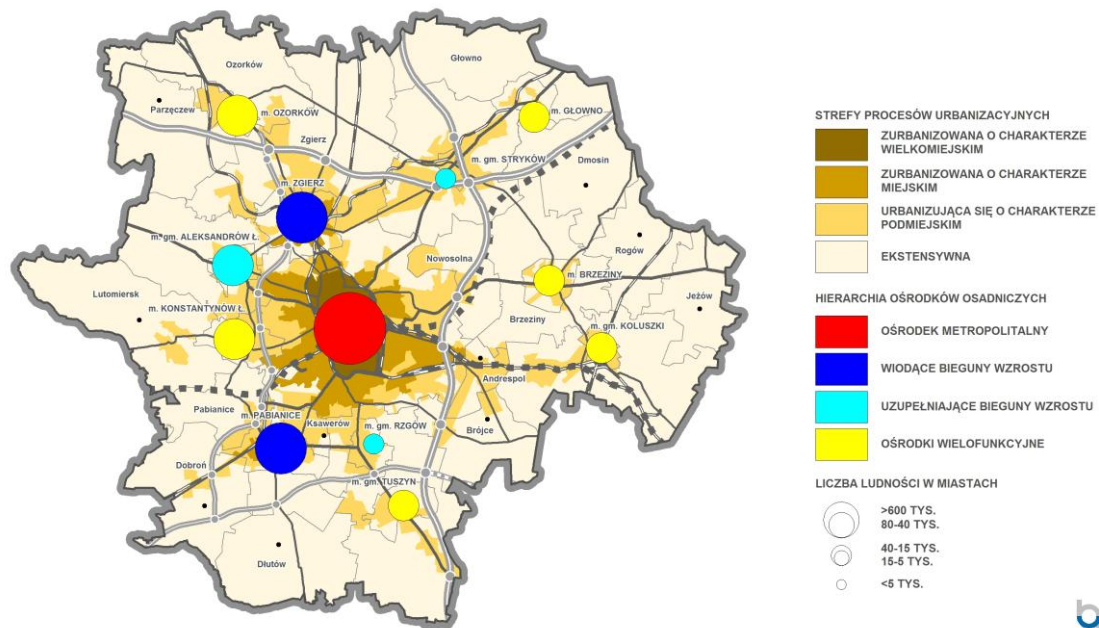 Ozorków
Głowno
Parzęczew
m. OZORKÓW
m. GŁOWNO
Zgierz
m. gm. STRYKÓW
Dmosin
m. ZGIERZ
m. gm. ALEKSANDRÓW Ł.
Nowosolna
Rogów
m. BRZEZINY
Lutomiersk
m. KONSTANTYNÓW Ł.
Jeżów
Brzeziny
m. gm. KOLUSZKI
Andrespol
Pabianice
m. PABIANICE
Ksawerów
m. gm. RZGÓW
Brójce
Dobroń
m. gm. TUSZYN
Dłutów
STREFY PROCESÓW URBANIZACYJNYCH
ZURBANIZOWANA O CHARAKTERZE
WIELKOMIEJSKIM
ZURBANIZOWANA O CHARAKTERZE
MIEJSKIM
URBANIZUJĄCA SIĘ O CHARAKTERZE
PODMIEJSKIM
EKSTENSYWNA
HIERARCHIA OŚRODKÓW OSADNICZYCH
OŚRODEK METROPOLITALNY
WIODĄCE BIEGUNY WZROSTU
UZUPEŁNIAJĄCE BIEGUNY WZROSTU
OŚRODKI WIELOFUNKCYJNE
LICZBA LUDNOŚCI W MIASTACH
>600 TYS.
80-40 TYS.
40-15 TYS.
15-5 TYS.
<5 TYS.